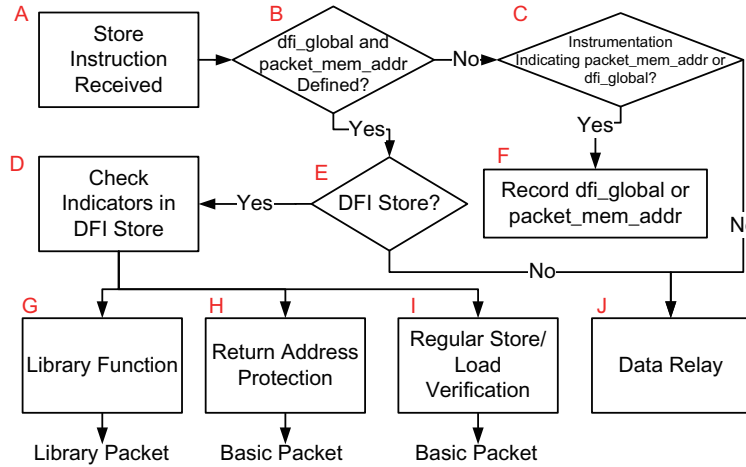 A
Store
Instruction
Received
B
dfi_global and
packet_mem_addr
Defined?
No
C
Instrumentation
Indicating packet_mem_addr or
dfi_global?
Yes
Yes
D
Check
Indicators in
DFI Store
Yes
E
DFI Store?
F
Record dfi_global or
packet_mem_addr
No
No
G
Library Function
H
Return Address
Protection
I
Regular Store/
Load
Verification
J
Data Relay
Library Packet
Basic Packet
Basic Packet